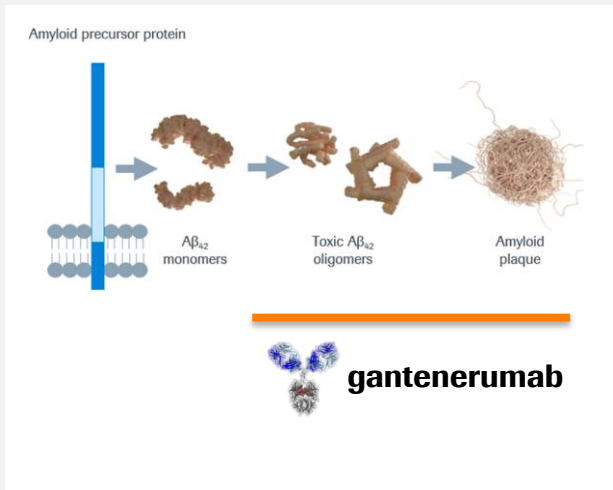 Amyloid precursor protein
Aβ₄₂
monomers
Toxic Aβ₄₂
oligomers
Amyloid
plaque
gantenerumab